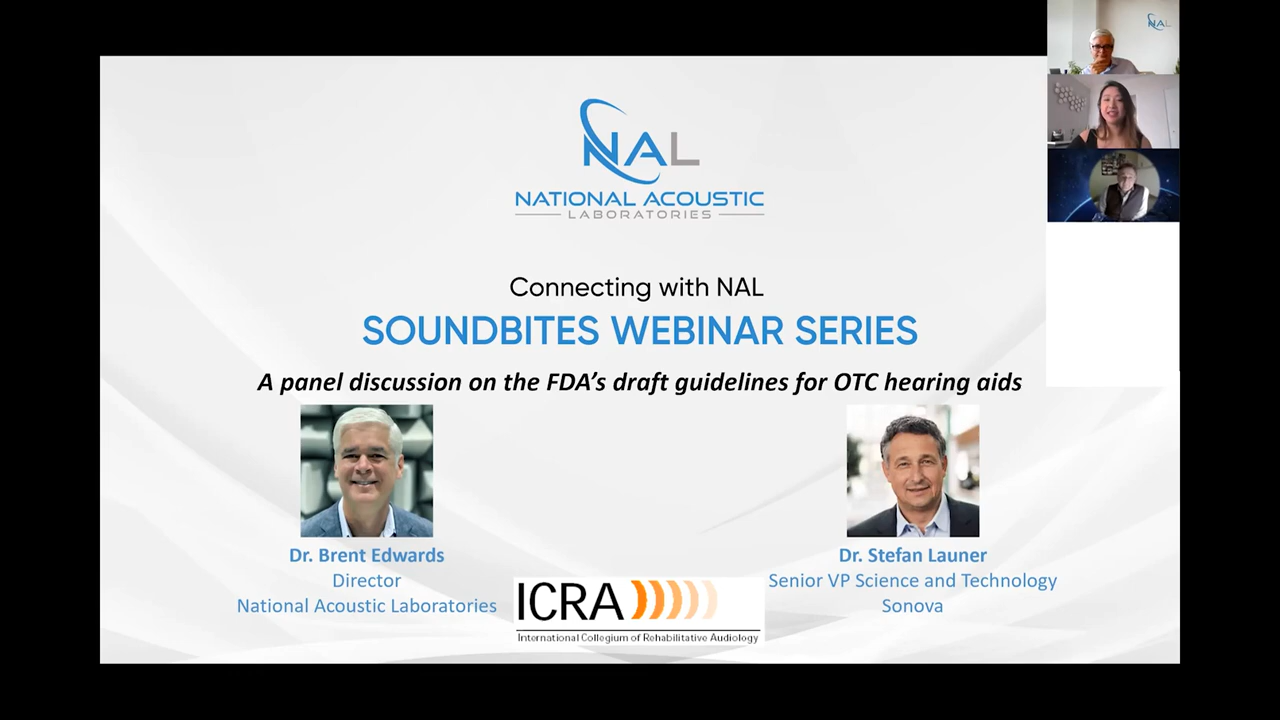 NAL
NAL
NATIONAL ACOUSTIC
LABORATORIES
Connecting with NAL
SOUNDBITES WEBINAR SERIES
A panel discussion on the FDA's draft guidelines for OTC hearing aids
Dr. Brent Edwards
Director
National Acoustic Laboratories
Dr. Stefan Launer
Senior VP Science and Technology
Sonova
ICRA
International Collegium of Rehabilitative Audiology